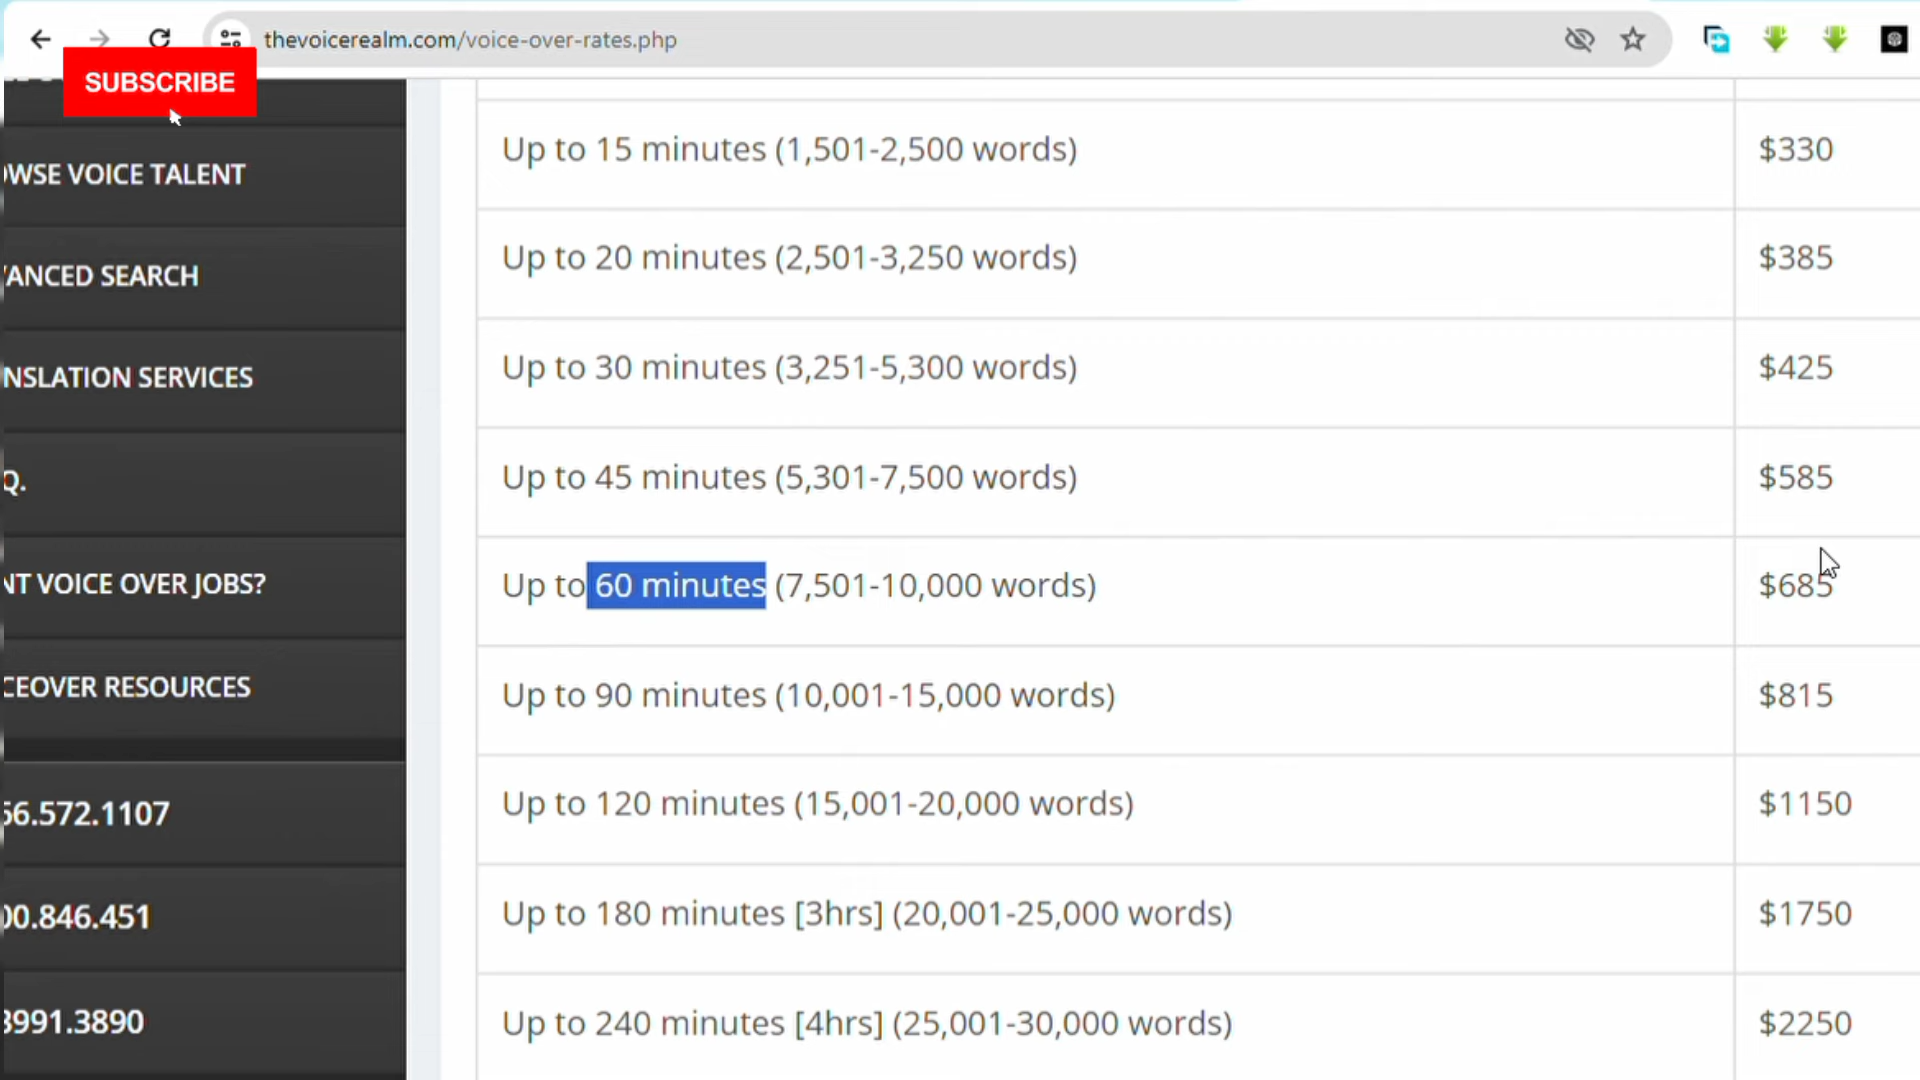 thevoicerealm.com/voice-over-rates.php
SUBSCRIBE
OWSE VOICE TALENT
VANCED SEARCH
NSLATION SERVICES
Q.
NT VOICE OVER JOBS?
CEOVER RESOURCES
56.572.1107
00.846.451
8991.3890
Up to 15 minutes (1,501-2,500 words) $330
Up to 20 minutes (2,501-3,250 words) $385
Up to 30 minutes (3,251-5,300 words) $425
Up to 45 minutes (5,301-7,500 words) $585
Up to 60 minutes (7,501-10,000 words) $685
Up to 90 minutes (10,001-15,000 words) $815
Up to 120 minutes (15,001-20,000 words) $1150
Up to 180 minutes [3hrs] (20,001-25,000 words) $1750
Up to 240 minutes [4hrs] (25,001-30,000 words) $2250